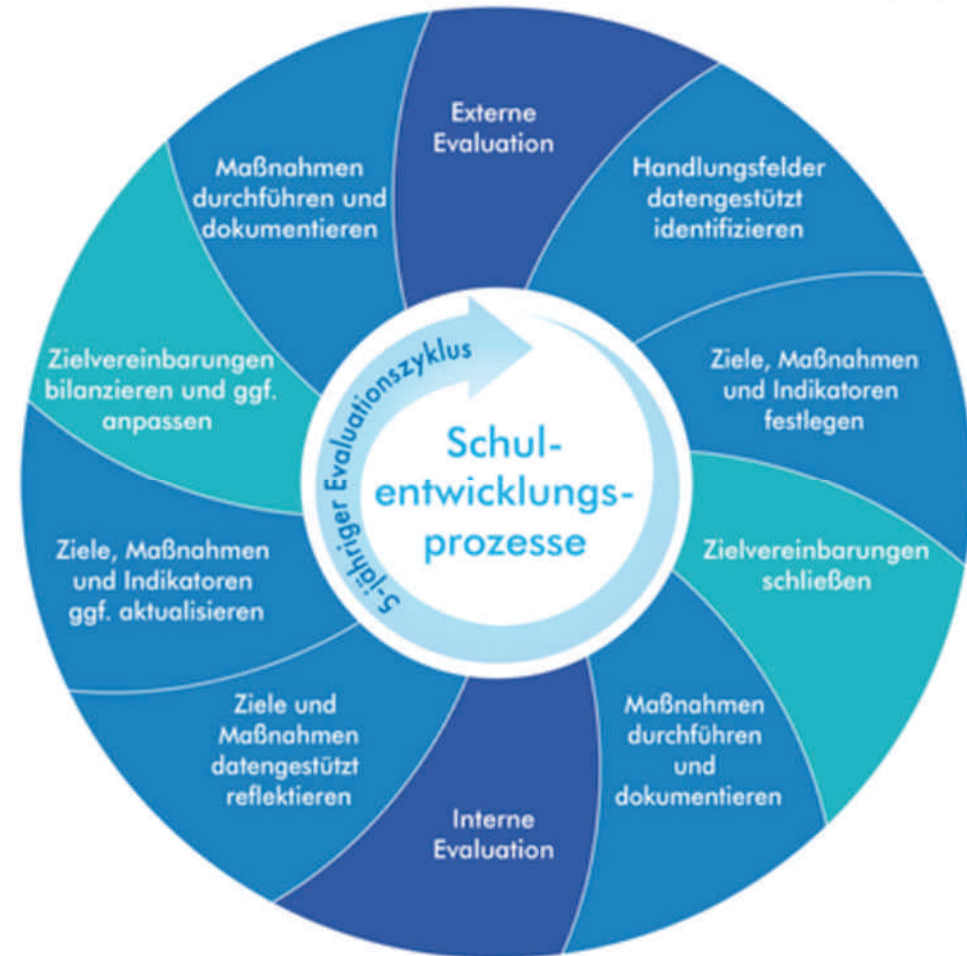 Externe
Evaluation
Handlungsfelder
datengestützt
identifizieren
Ziele, Maßnahmen
und Indikatoren
festlegen
Zielvereinbarungen
schließen
Maßnahmen
durchführen
und
dokumentieren
Interne
Evaluation
Ziele und
Maßnahmen
datengestützt
reflektieren
Ziele, Maßnahmen
und Indikatoren
ggf. aktualisieren
Zielvereinbarungen
bilanzieren und ggf.
anpassen
Maßnahmen
durchführen und
dokumentieren
5-jähriger Evaluationszyklus
Schul-
entwicklungs-
prozesse